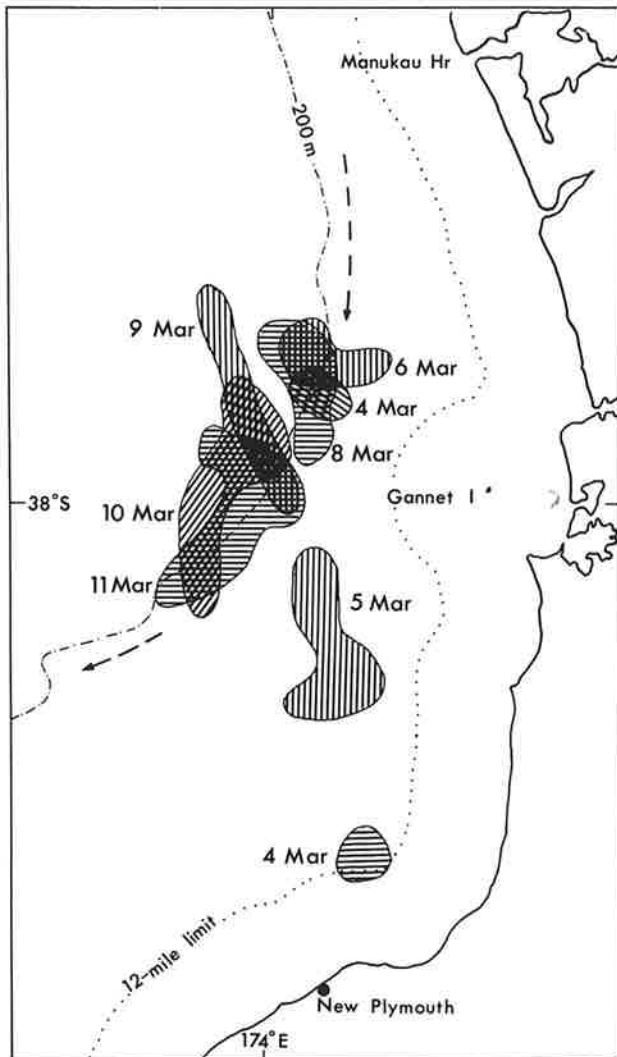 Manukau Hr
200 m
9 Mar
6 Mar
4 Mar
8 Mar
38°S
Gannet I
10 Mar
11 Mar
5 Mar
4 Mar
12-mile limit
New Plymouth
174°E